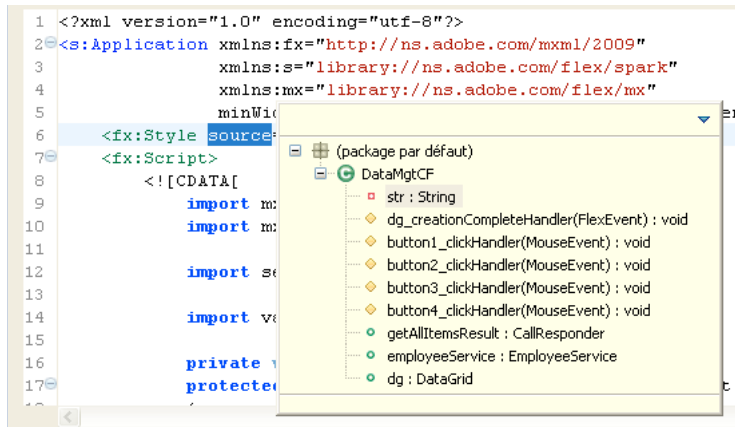 1 <?xml version="1.0" encoding="utf-8"?>
2 <s:Application xmlns:fx="http://ns.adobe.com/mxml/2009"
3 xmlns:s="library://ns.adobe.com/flex/spark"
4 xmlns:mx="library://ns.adobe.com/flex/mx"
5
6 <fx:Style source=
7 <fx:Script>
8 <![CDATA[
9 import
10 import
11
12 import
13
14 import
15
16 private
17
(package par défaut)
DataMgtCF
str : String
dg_creationCompleteHandler(FlexEvent) : void
button1_clickHandler(MouseEvent) : void
button2_clickHandler(MouseEvent) : void
button3_clickHandler(MouseEvent) : void
button4_clickHandler(MouseEvent) : void
getAllItemsResult : CallResponder
employeeService : EmployeeService
dg : DataGrid